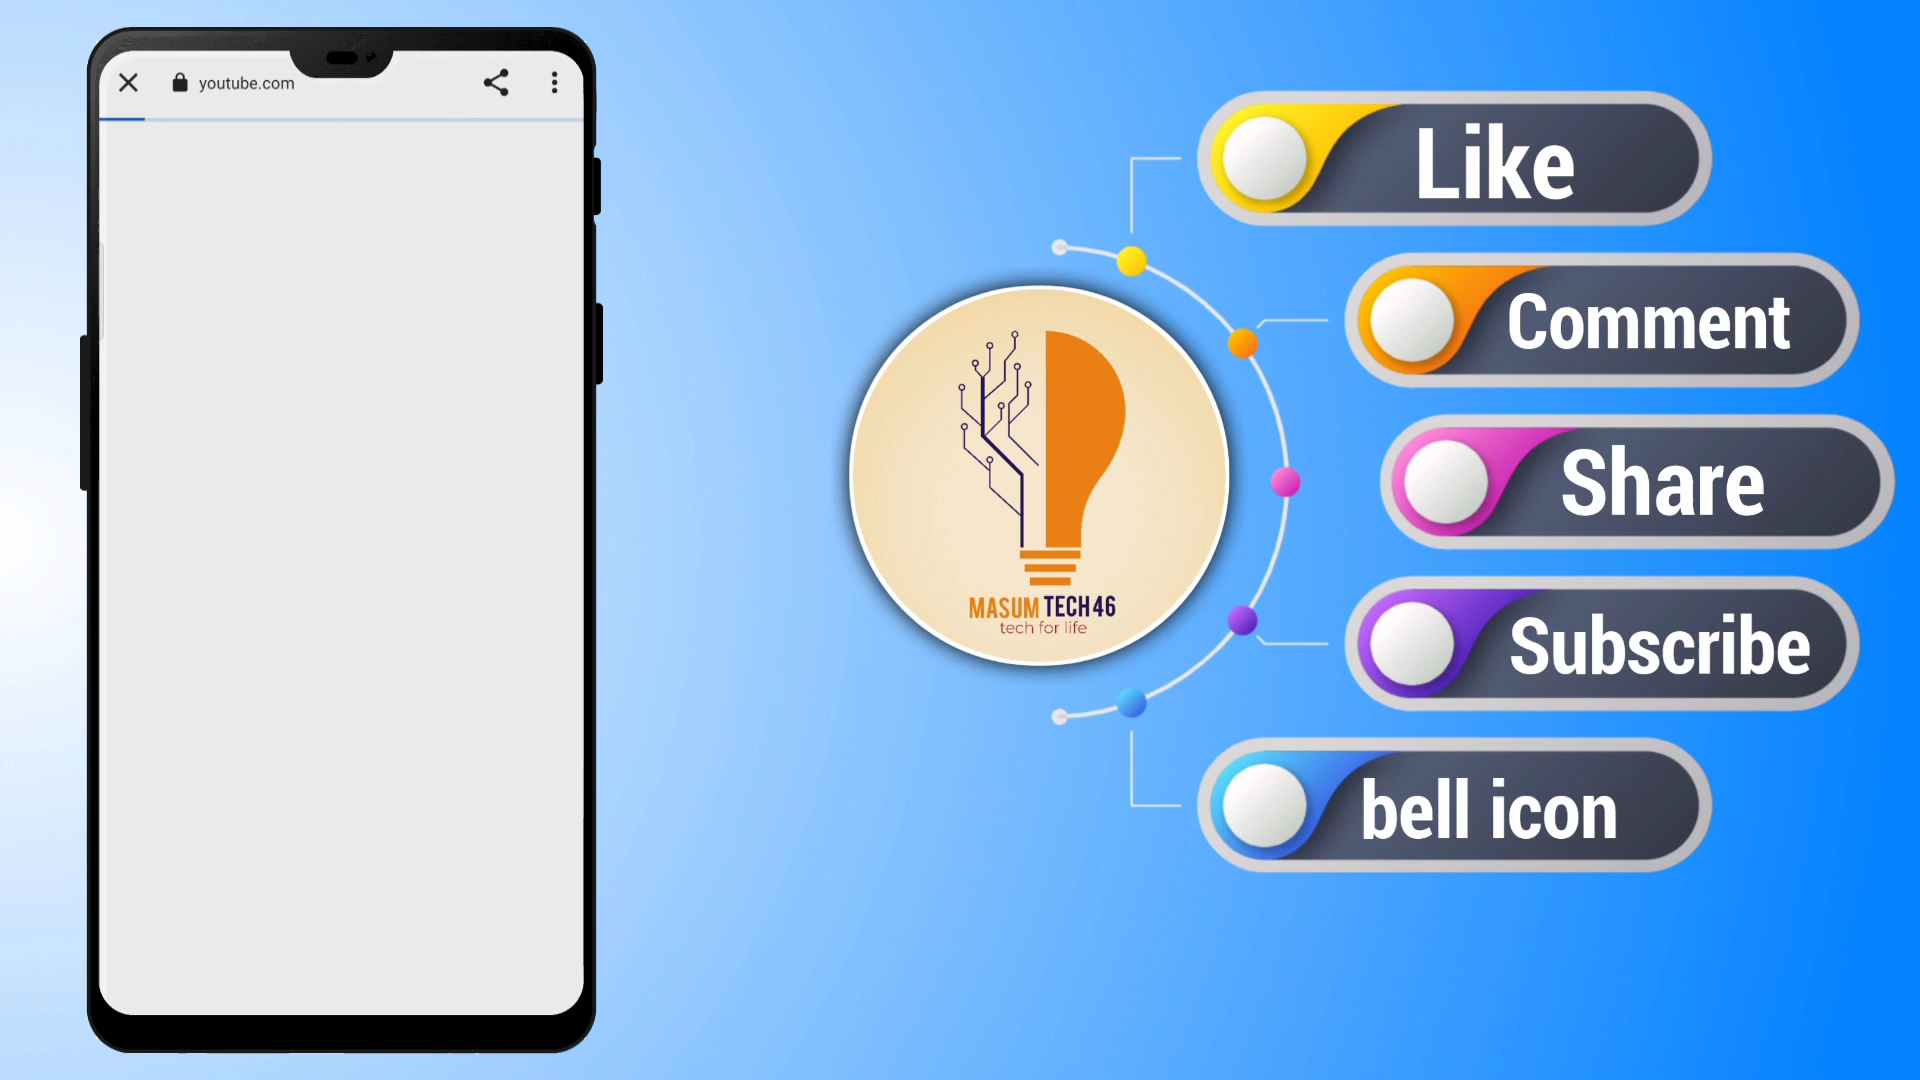 youtube.com
Like
Comment
Share
Subscribe
bell icon
MASUM TECH46
tech for life